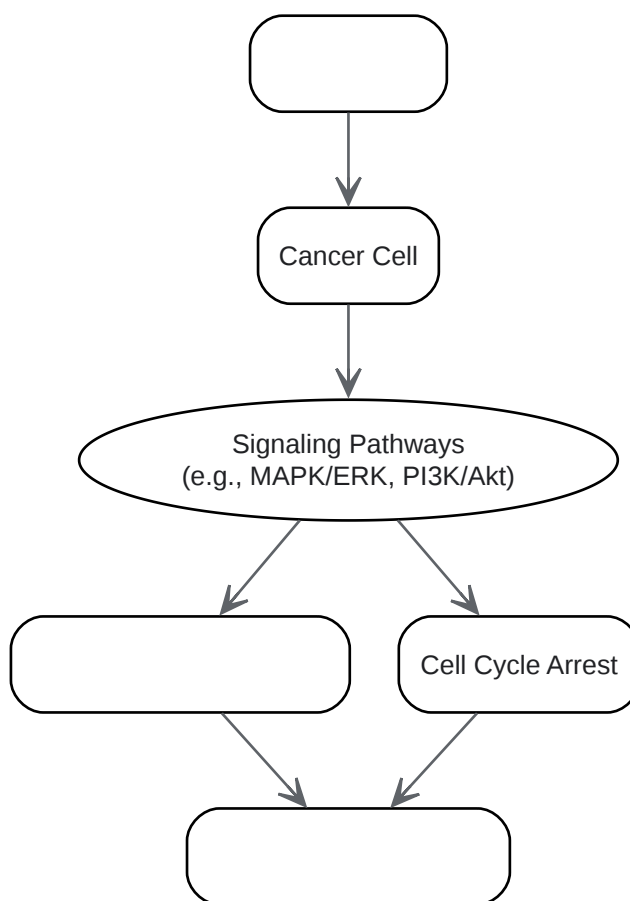 Cancer Cell
Signaling Pathways
(e.g., MAPK/ERK, PI3K/Akt)
Cell Cycle Arrest